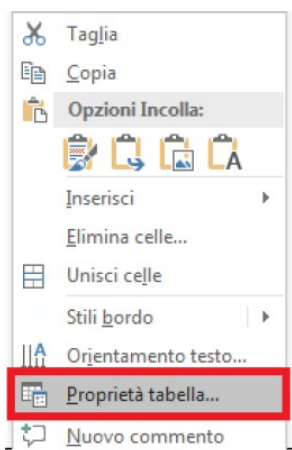 Taglia
Copia
Opzioni Incolla:
A
Inserisci
Elimina celle...
Unisci celle
Stili bordo
A Orientamento testo...
Proprietà tabella...
Nuovo commento